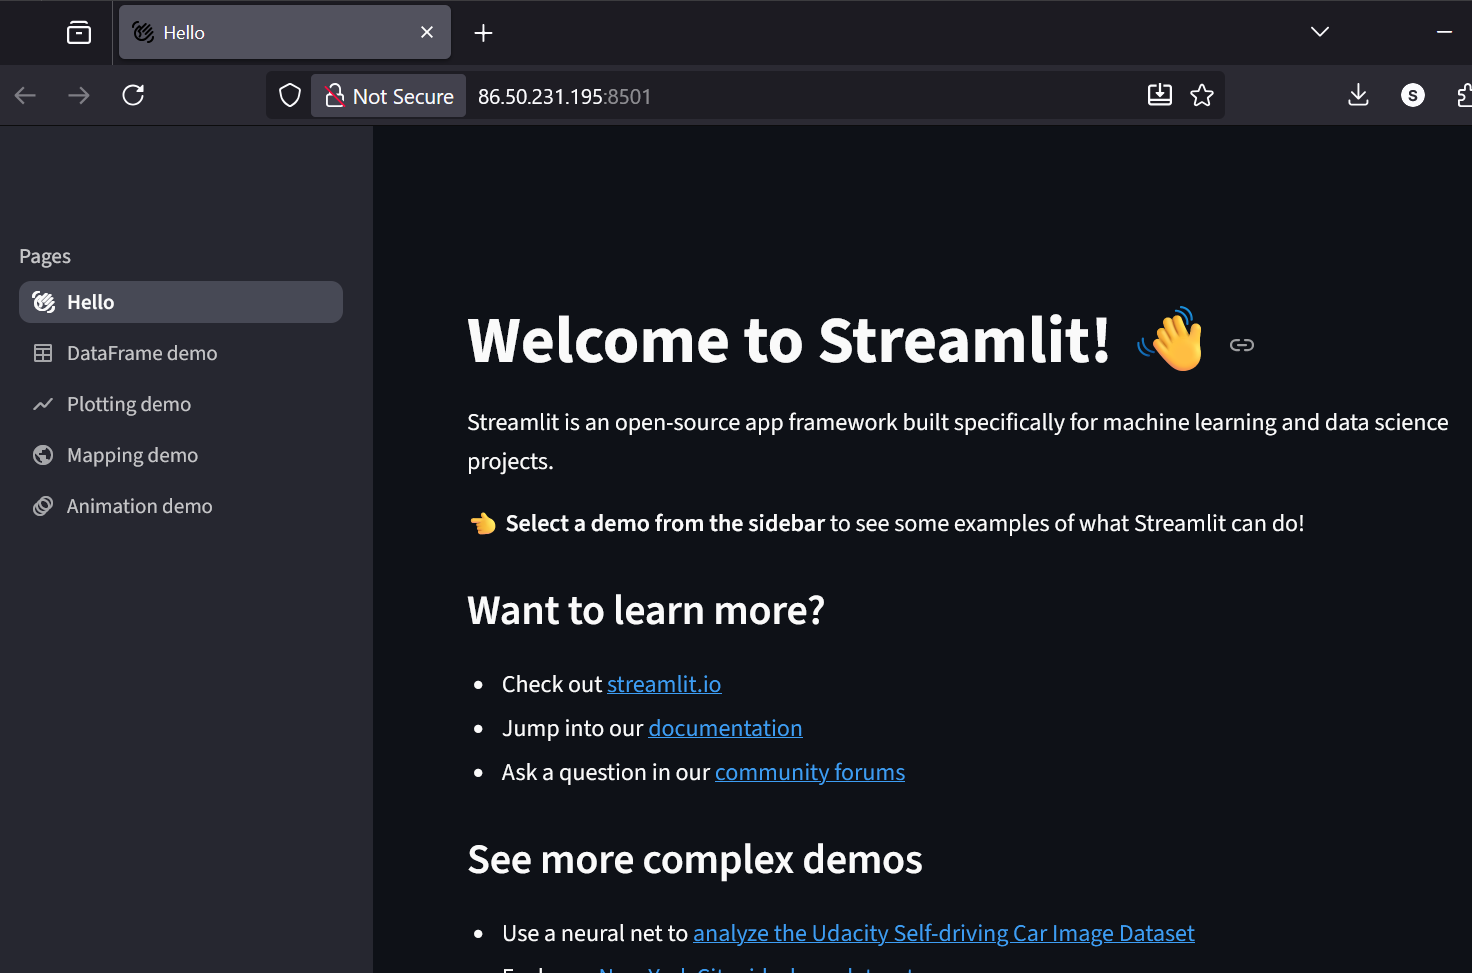 Hello
Not Secure 86.50.231.195:8501
S
Pages
Hello
DataFrame demo
Plotting demo
Mapping demo
Animation demo
Welcome to Streamlit! 👋
Streamlit is an open-source app framework built specifically for machine learning and data science
projects.
👈 Select a demo from the sidebar to see some examples of what Streamlit can do!
Want to learn more?
• Check out streamlit.io
• Jump into our documentation
• Ask a question in our community forums
See more complex demos
• Use a neural net to analyze the Udacity Self-driving Car Image Dataset